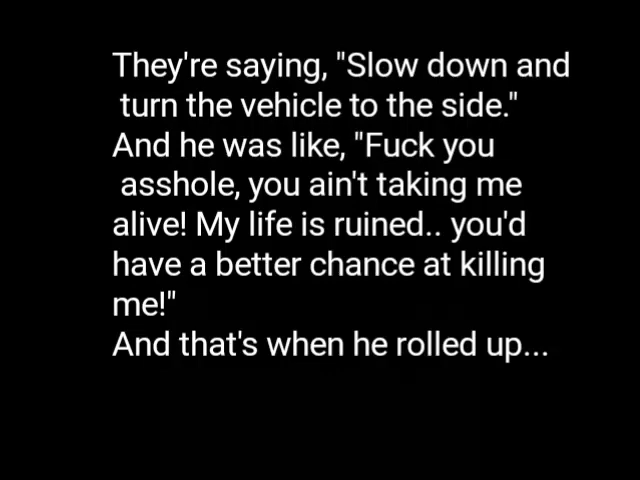 They're saying, "Slow down and
turn the vehicle to the side."
And he was like, "Fuck you
asshole, you ain't taking me
alive! My life is ruined.. you'd
have a better chance at killing
me!"
And that's when he rolled up...